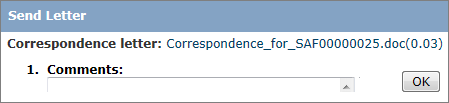 Send Letter
Correspondence letter: Correspondence_for_SAF00000025.doc(0.03)
1. Comments:
OK